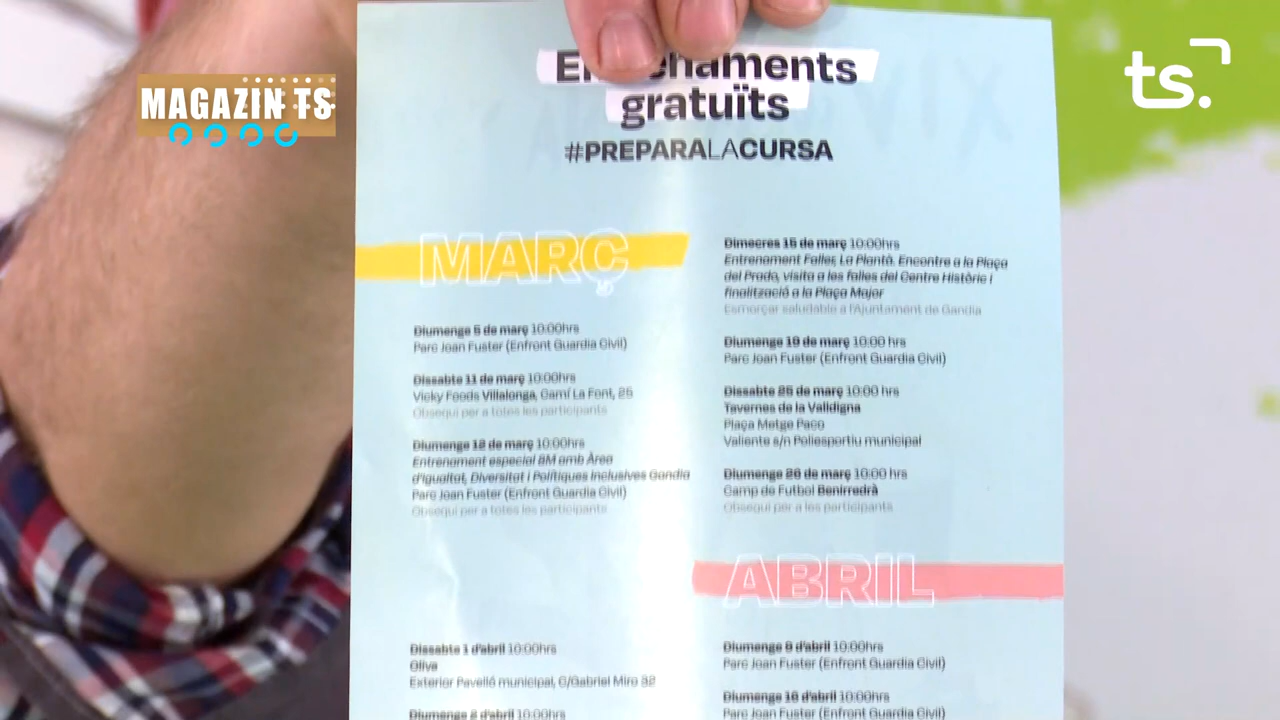 MAGAZIN TS
ts.
Entrenaments
gratuïts
#PREPARALACURSA
MARÇ
Diumenge 5 de març 10:00hrs
Parc Joan Fuster (Enfront Guardia Civil)
Dissabte 11 de març 10:00hrs
Vicky Foods Villalonga, Camí La Font, 25
Obsequi per a totes les participants
Diumenge 12 de març 10:00hrs
Entrenament especial 8M amb Àrea
d'Igualtat, Diversitat i Polítiques Inclusives Gandia
Parc Joan Fuster (Enfront Guardia Civil)
Obsequi per a totes les participants
Dimecres 15 de març 10:00hrs
Entrenament Faller, La Plantà. Encontre a la Plaça
del Prado, visita a les falles del Centre Històric i
finalització a la Plaça Major
Esmorçar saludable a l'Ajuntament de Gandia
Diumenge 19 de març 10:00 hrs
Parc Joan Fuster (Enfront Guardia Civil)
Dissabte 25 de març 10:00 hrs
Tavernes de la Valldigna
Plaça Metge Paco
Valiente s/n Poliesportiu municipal
Diumenge 26 de març 10:00 hrs
Camp de Futbol Benirredrà
Obsequi per a les participants
ABRIL
Dissabte 1 d'abril 10:00hrs
Oliva
Exterior Pavelló municipal, C/Gabriel Miro 32
Diumenge 2 d'abril 10:00hrs
Diumenge 9 d'abril 10:00hrs
Parc Joan Fuster (Enfront Guardia Civil)
Diumenge 16 d'abril 10:00hrs
Parc Joan Fuster (Enfront Guardia Civil)